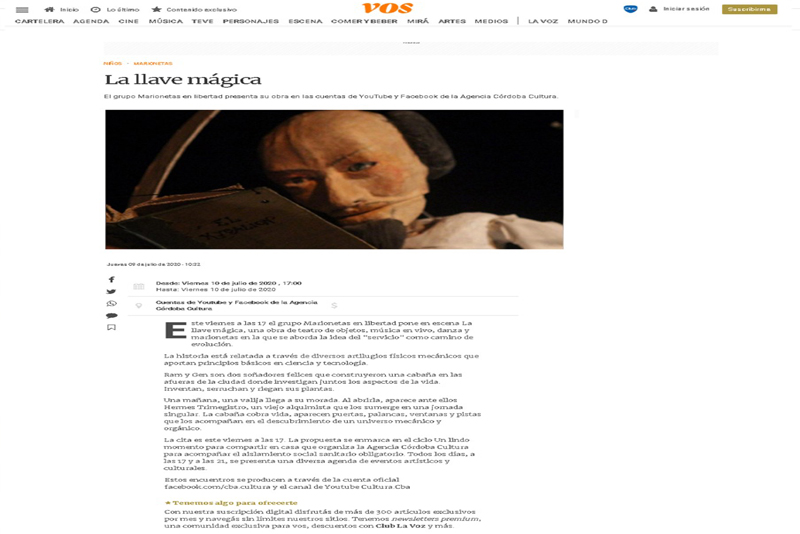 Inicio
Lo último
Contenido exclusivo
VOS
Club
Iniciar sesión
Suscribirme
CARTELERA AGENDA CINE MÚSICA TEVE PERSONAJES ESCENA COMER Y BEBER MIRÁ ARTES MEDIOS | LA VOZ MUNDO D
NIÑOS • MARIONETAS
La llave mágica
El grupo Marionetas en libertad presenta su obra en las cuentas de YouTube y Facebook de la Agencia Córdoba Cultura.
EL
Jueves 09 de julio de 2020 - 10:22
Desde: Viernes 10 de julio de 2020 , 17:00
Hasta: Viernes 10 de julio de 2020
Cuentas de Youtube y Facebook de la Agencia
Córdoba Cultura
$
Este viernes a las 17 el grupo Marionetas en libertad pone en escena La
llave mágica, una obra de teatro de objetos, música en vivo, danza y
marionetas en la que se aborda la idea del "servicio" como camino de
evolución.
La historia está relatada a través de diversos artilugios físicos mecánicos que
aportan principios básicos en ciencia y tecnología.
Ram y Gen son dos soñadores felices que construyeron una cabaña en las
afueras de la ciudad donde investigan juntos los aspectos de la vida.
Inventan, serruchan y riegan sus plantas.
Una mañana, una valija llega a su morada. Al abrirla, aparece ante ellos
Hermes Trimegistro, un viejo alquimista que los sumerge en una jornada
singular. La cabaña cobra vida, aparecen puertas, palancas, ventanas y pistas
que los acompañan en el descubrimiento de un universo mecánico y
orgánico.
La cita es este viernes a las 17. La propuesta se enmarca en el ciclo Un lindo
momento para compartir en casa que organiza la Agencia Córdoba Cultura
para acompañar el aislamiento social sanitario obligatorio. Todos los días, a
las 17 y a las 21, se presenta una diversa agenda de eventos artísticos y
culturales.
Estos encuentros se producen a través de la cuenta oficial
facebook.com/cba.cultura y el canal de Youtube Cultura Cba
★ Tenemos algo para ofrecerte
Con nuestra suscripción digital disfrutás de más de 300 artículos exclusivos
por mes y navegás sin límites nuestros sitios. Tenemos newsletters premium,
una comunidad exclusiva para vos, descuentos con Club La Voz y más.